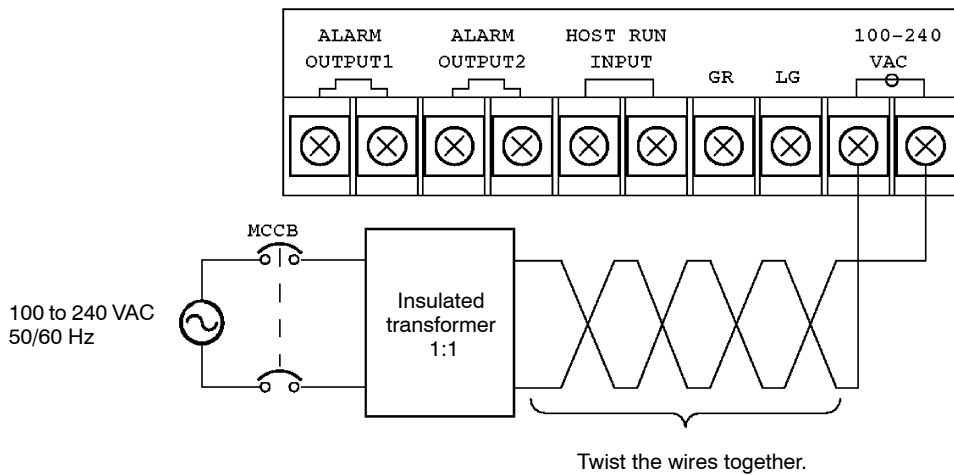 ALARM OUTPUT1
ALARM OUTPUT2
HOST RUN INPUT
GR
LG
100-240 VAC
MCCB
100 to 240 VAC
50/60 Hz
Insulated
transformer
1:1
Twist the wires together.